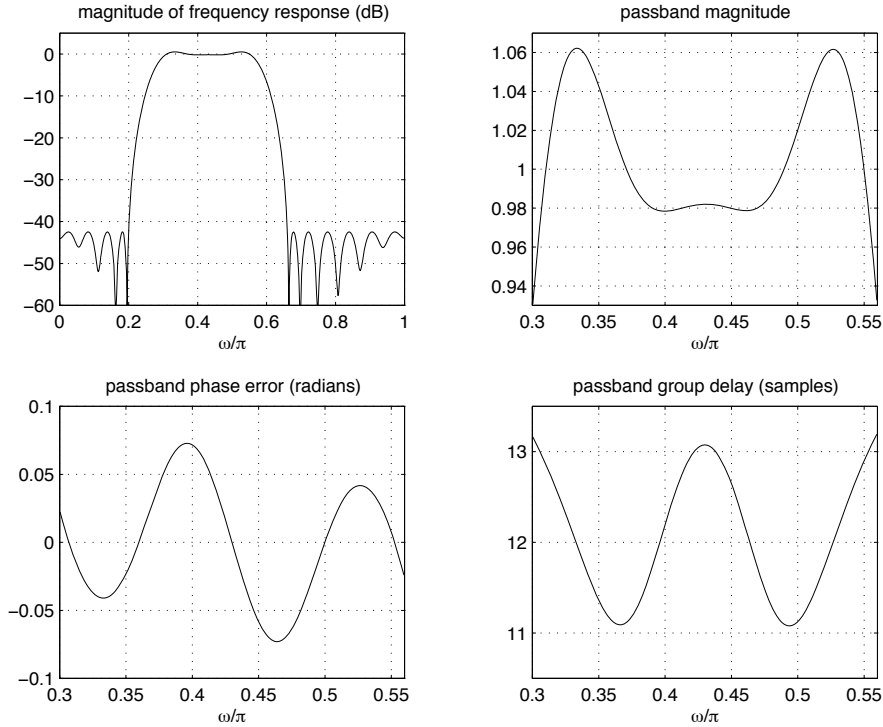 magnitude of frequency response (dB)
0
−10
−20
−30
−40
−50
−60
0 0.2 0.4 0.6 0.8 1
ω/π
passband magnitude
1.06
1.04
1.02
1
0.98
0.96
0.94
0.3 0.35 0.4 0.45 0.5 0.55
ω/π
passband phase error (radians)
0.1
0.05
0
−0.05
−0.1
0.3 0.35 0.4 0.45 0.5 0.55
ω/π
passband group delay (samples)
13
12
11
0.3 0.35 0.4 0.45 0.5 0.55
ω/π